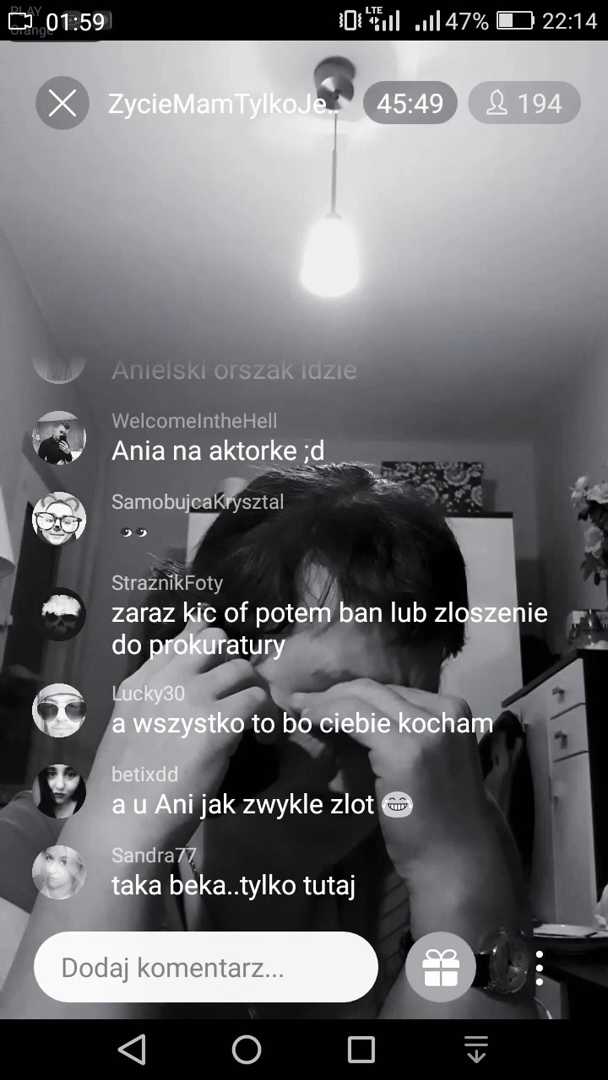 PLAY
01:59
LTE
47%
22:14
Orange
ZycieMamTylkoJe..
45:49
194
Anielski orszak idzie
WelcomeIntheHell
Ania na aktorke ;d
SamobujcaKrysztal
👀
StraznikFoty
zaraz kic of potem ban lub zloszenie
do prokuratury
Lucky30
a wszystko to bo ciebie kocham
betixdd
a u Ani jak zwykle zlot 😂
Sandra77
taka beka..tylko tutaj
Dodaj komentarz...